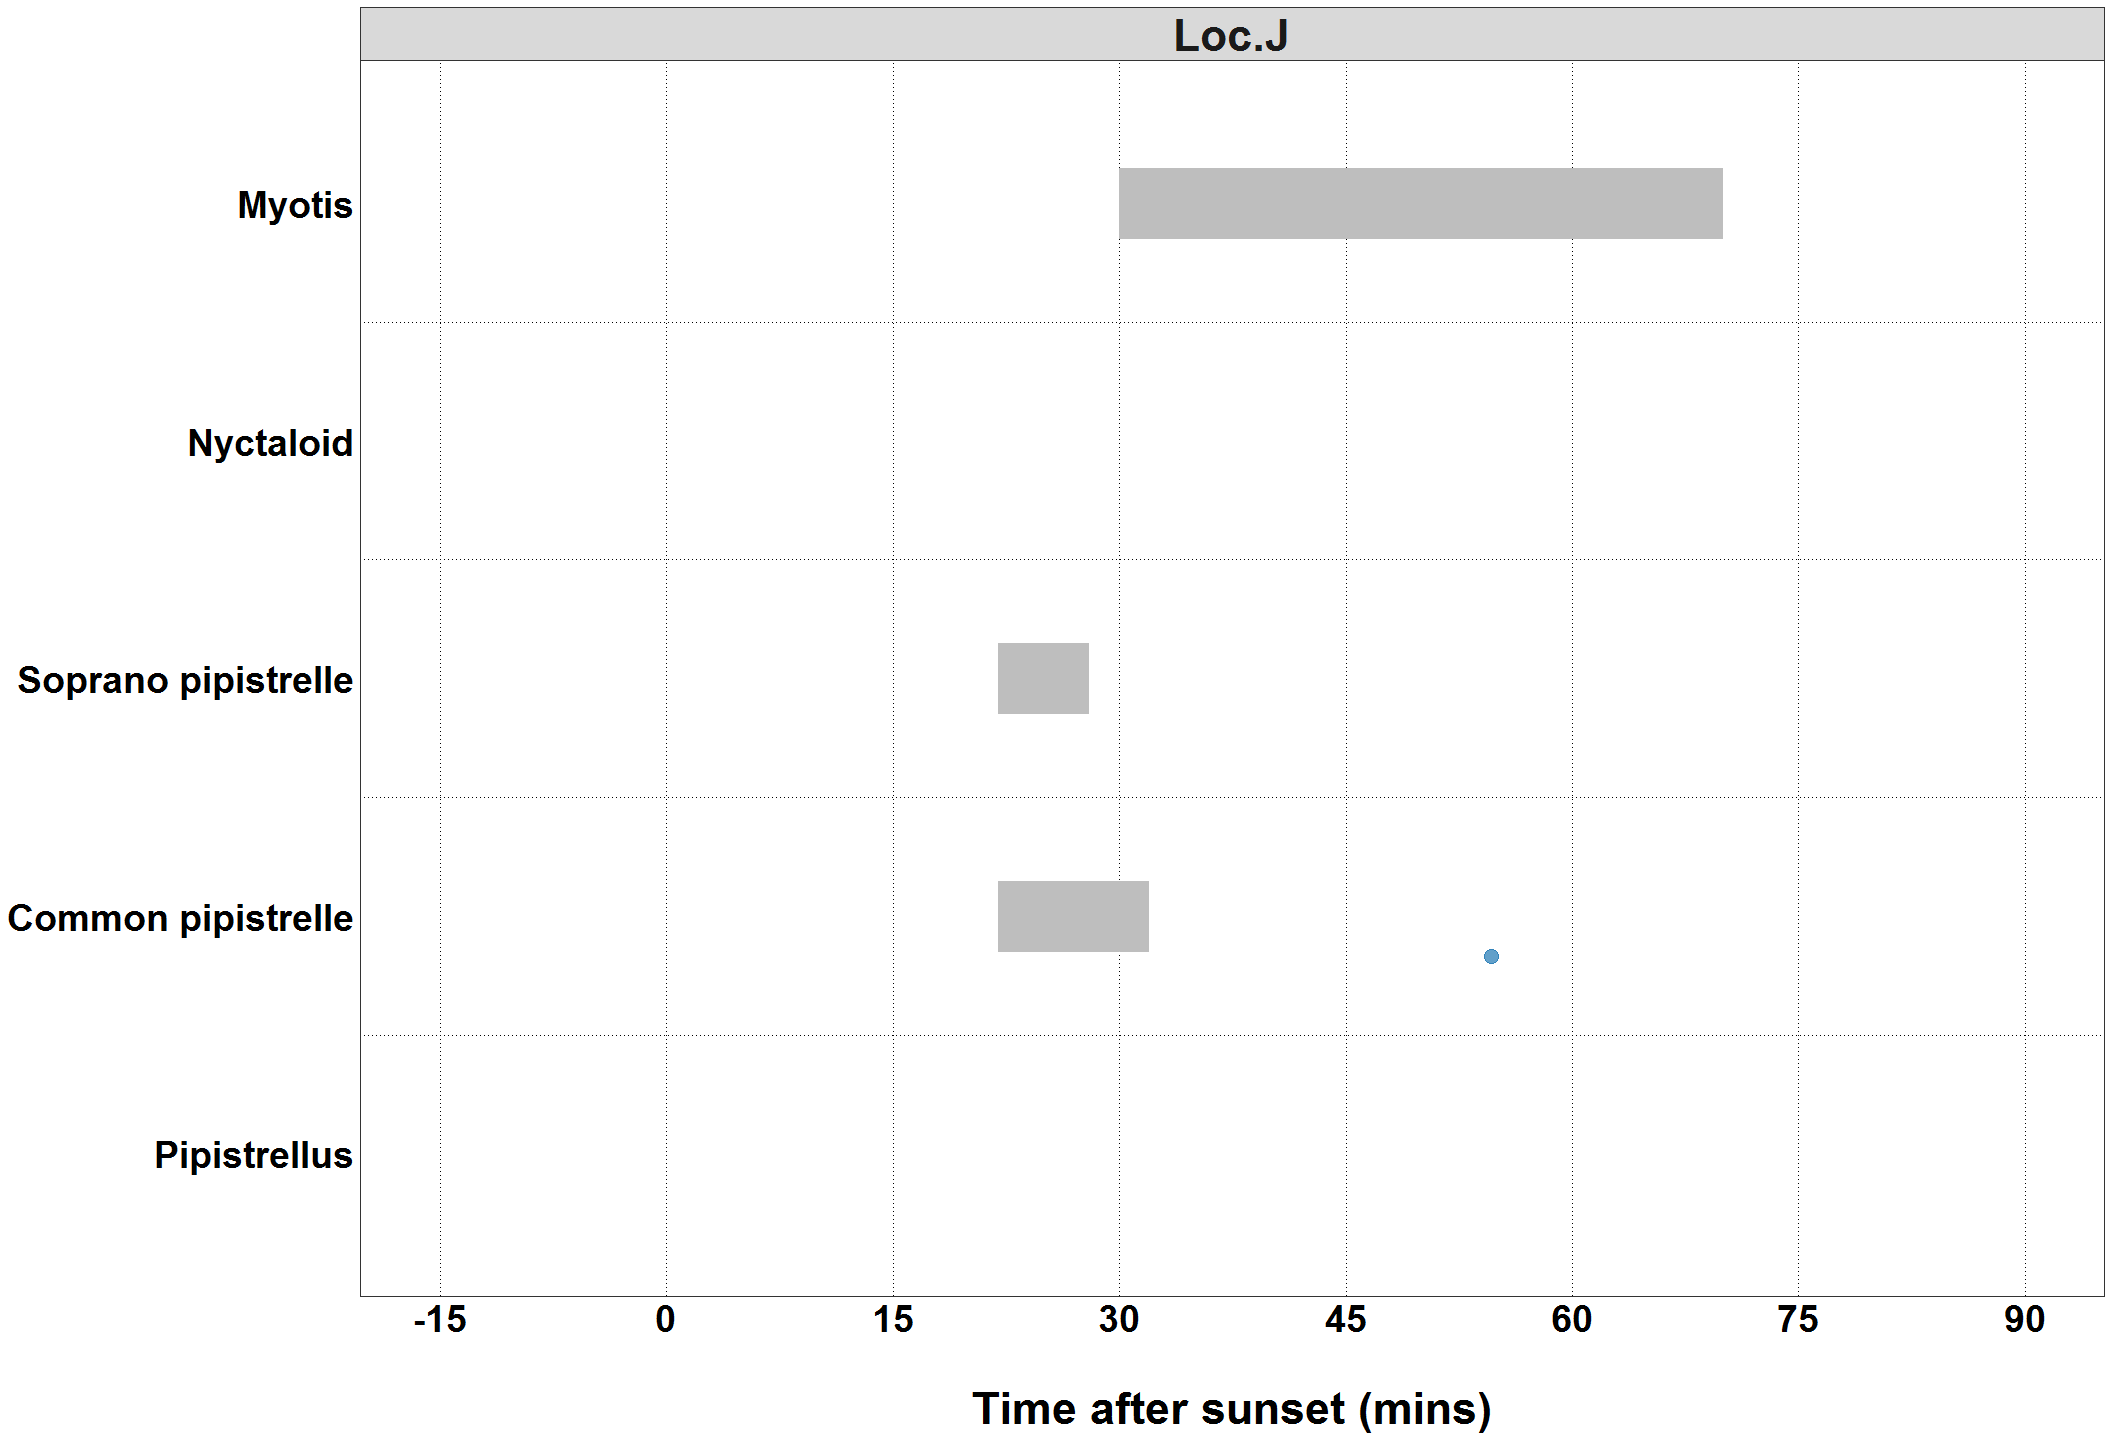 Loc.J
Myotis
Nyctaloid
Soprano pipistrelle
Common pipistrelle
Pipistrellus
-15 0 15 30 45 60 75 90
Time after sunset (mins)